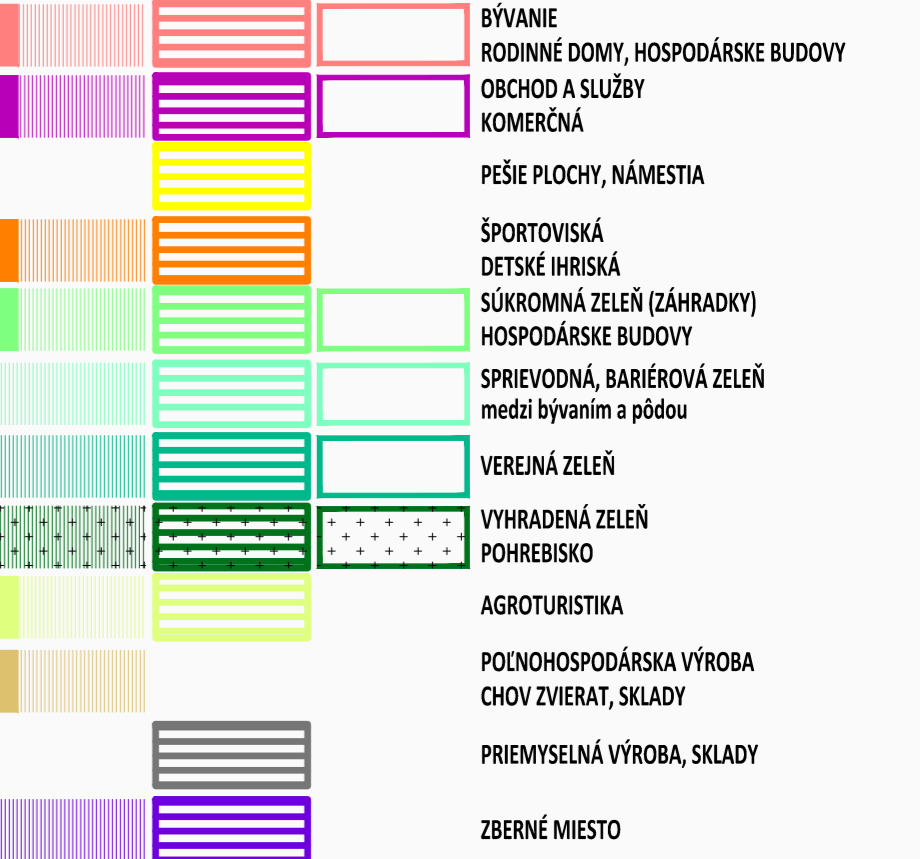 BÝVANIE
RODINNÉ DOMY, HOSPODÁRSKE BUDOVY
OBCHOD A SLUŽBY
KOMERČNÁ
PEŠIE PLOCHY, NÁMESTIA
ŠPORTOVISKÁ
DETSKÉ IHRISKÁ
SÚKROMNÁ ZELEŇ (ZÁHRADKY)
HOSPODÁRSKE BUDOVY
SPRIEVODNÁ, BARIÉROVÁ ZELEŇ
medzi bývaním a pôdou
VEREJNÁ ZELEŇ
VYHRADENÁ ZELEŇ
POHREBISKO
AGROTURISTIKA
POĽNOHOSPODÁRSKA VÝROBA
CHOV ZVIERAT, SKLADY
PRIEMYSELNÁ VÝROBA, SKLADY
ZBERNÉ MIESTO